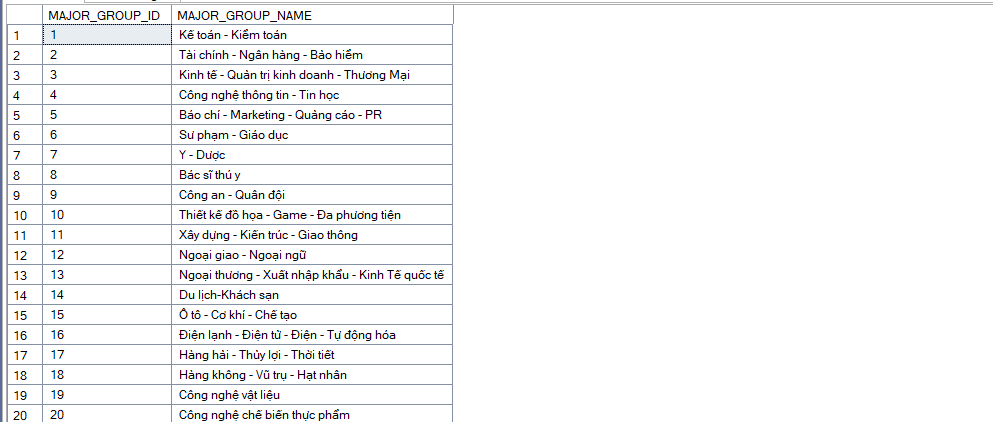 MAJOR_GROUP_ID MAJOR_GROUP_NAME
1 1 Kế toán - Kiểm toán
2 2 Tài chính - Ngân hàng - Bảo hiểm
3 3 Kinh tế - Quản trị kinh doanh - Thương Mại
4 4 Công nghệ thông tin - Tin học
5 5 Báo chí - Marketing - Quảng cáo - PR
6 6 Sư phạm - Giáo dục
7 7 Y - Dược
8 8 Bác sĩ thú y
9 9 Công an - Quân đội
10 10 Thiết kế đồ họa - Game - Đa phương tiện
11 11 Xây dựng - Kiến trúc - Giao thông
12 12 Ngoại giao - Ngoại ngữ
13 13 Ngoại thương - Xuất nhập khẩu - Kinh Tế quốc tế
14 14 Du lịch-Khách sạn
15 15 Ô tô - Cơ khí - Chế tạo
16 16 Điện lạnh - Điện tử - Điện - Tự động hóa
17 17 Hàng hải - Thủy lợi - Thời tiết
18 18 Hàng không - Vũ trụ - Hạt nhân
19 19 Công nghệ vật liệu
20 20 Công nghệ chế biến thực phẩm